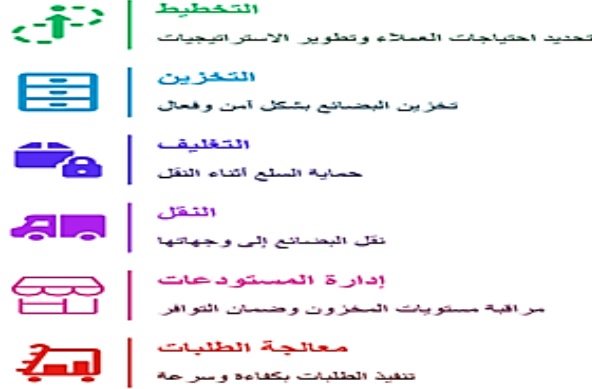 التخطيط
تحديد احتياجات العملاء وتطوير الاستراتيجيات
التخزين
تخزين البضائع بشكل آمن وفعال
التغليف
حماية السلع أثناء النقل
النقل
نقل البضائع إلى وجهاتها
إدارة المستودعات
مراقبة مستويات المخزون وضمان التوافر
معالجة الطلبات
تنفيذ الطلبات بكفاءة وسرعة